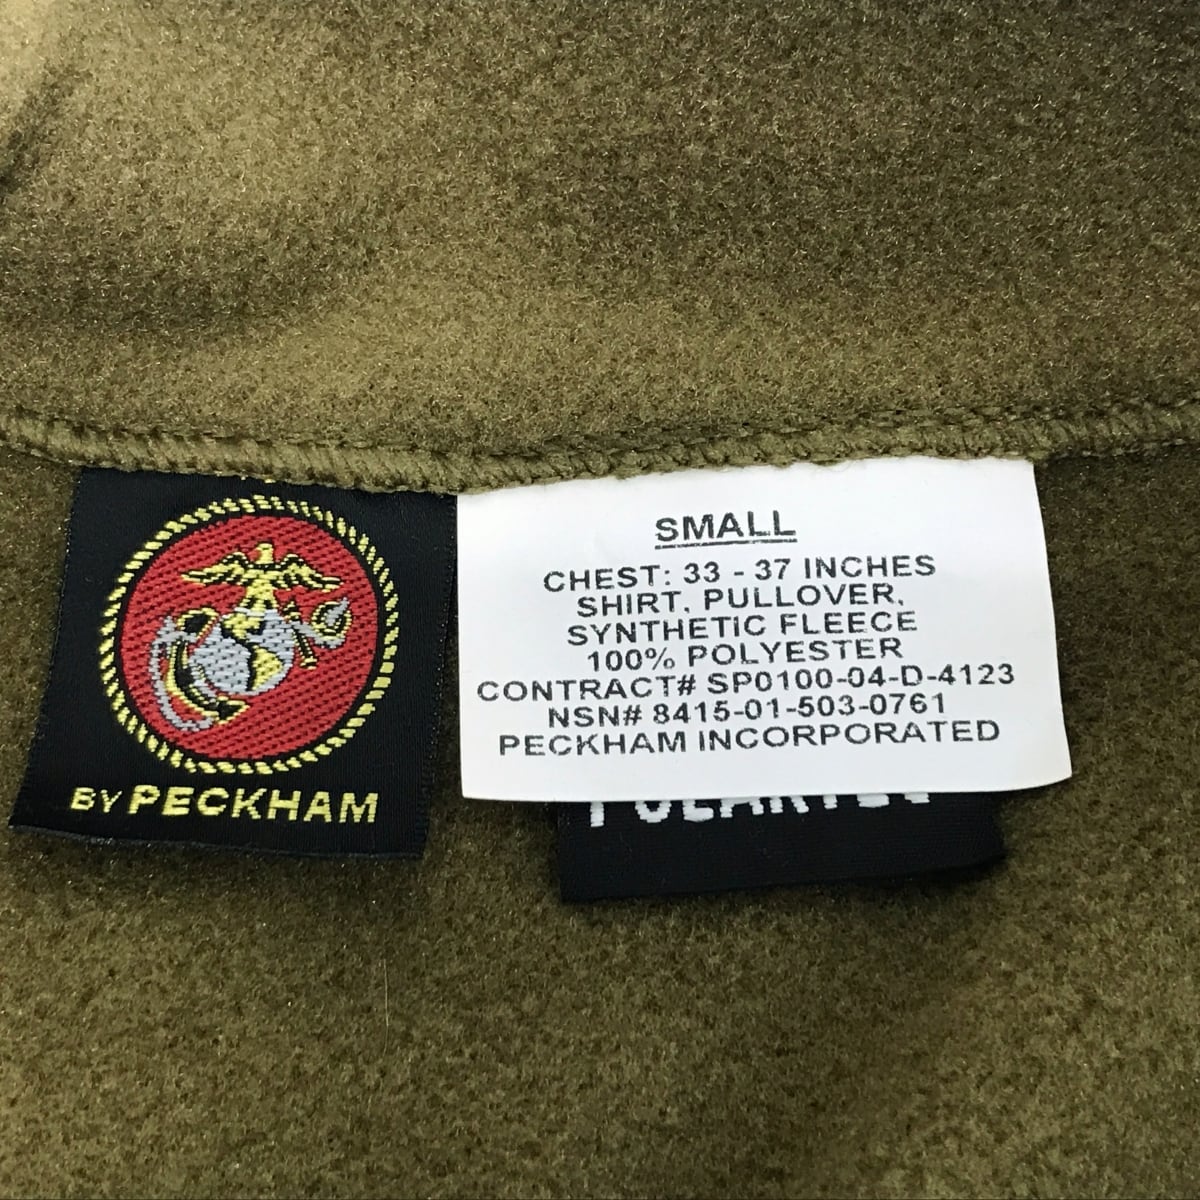 BY PECKHAM
SMALL
CHEST: 33 - 37 INCHES
SHIRT, PULLOVER,
SYNTHETIC FLEECE
100% POLYESTER
CONTRACT# SP0100-04-D-4123
NSN# 8415-01-503-0761
PECKHAM INCORPORATED
POLARTEC